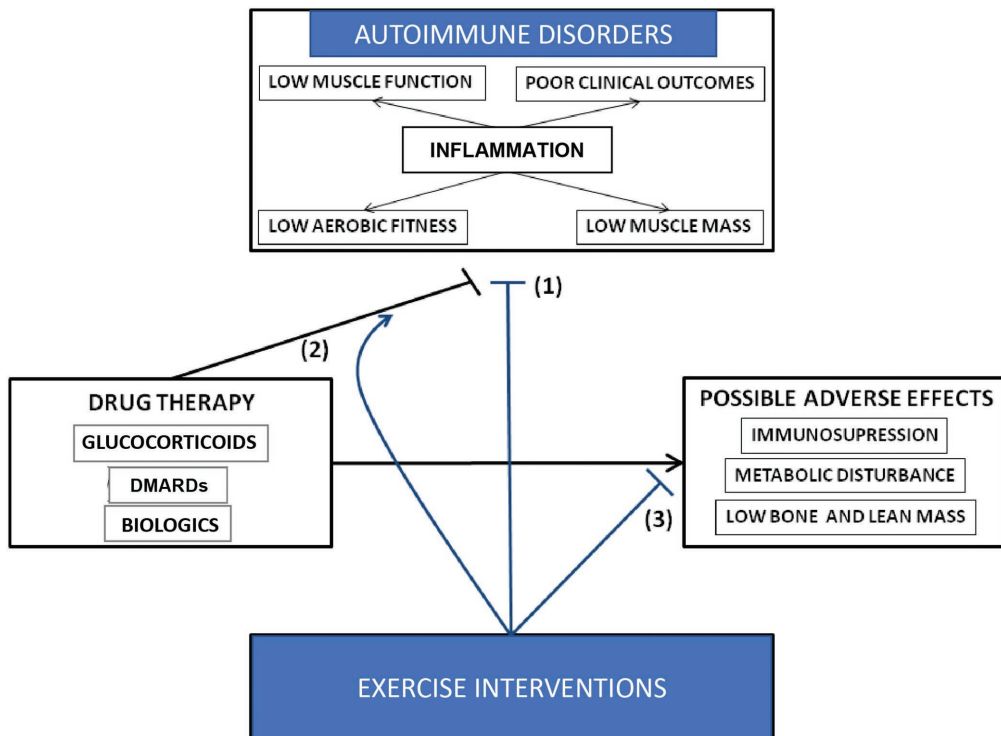 AUTOIMMUNE DISORDERS
LOW MUSCLE FUNCTION
POOR CLINICAL OUTCOMES
INFLAMMATION
LOW AEROBIC FITNESS
LOW MUSCLE MASS
(1)
(2)
DRUG THERAPY
GLUCOCORTICOIDS
DMARDs
BIOLOGICS
POSSIBLE ADVERSE EFFECTS
IMMUNOSUPRESSION
METABOLIC DISTURBANCE
LOW BONE AND LEAN MASS
(3)
EXERCISE INTERVENTIONS